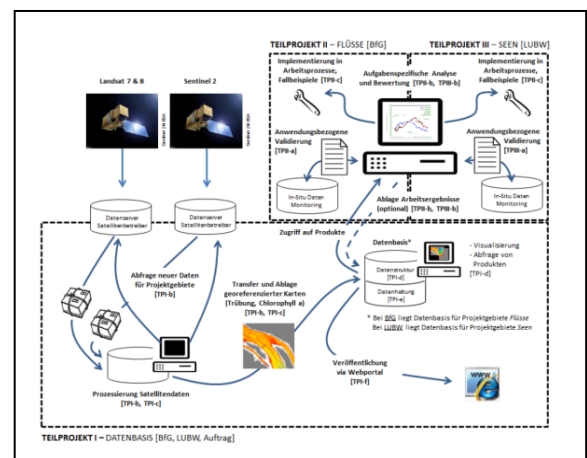 TEILPROJEKT II – FLÜSSE [BfG]
TEILPROJEKT III - SEEN [LUBW]
Implementierung in
Arbeitsprozesse,
Fallbeispiele [TPII-c]
Aufgabenspezifische Analyse
und Bewertung [TPII-b, TPIII-b]
Implementierung in
Arbeitsprozesse,
Fallbeispiele [TPIII-c]
Landsat 7 & 8
Sentinel 2
Anwendungsbezogene
Validierung
[TPII-a]
Anwendungsbezogene
Validierung
[TPIII-a]
In-Situ Daten
Monitoring
In-Situ Daten
Monitoring
Ablage Arbeitsergebnisse
(optional) [TPII-b, TPIII-b]
Datenserver
Satellitenbetreiber
Datenserver
Satellitenbetreiber
Zugriff auf Produkte
Datenbasis*
- Visualisierung
- Abfrage von
Produkten
[TPI-d]
Datenstruktur
[TPI-d]
Datenhaltung
[TPI-e]
Abfrage neuer Daten
für Projektgebiete
[TPI-b]
Transfer und Ablage
georeferenzierter Karten
(Trübung, Chlorophyll a)
[TPI-b, TPI-c]
* Bei BfG liegt Datenbasis für Projektgebiete Flüsse
Bei LUBW liegt Datenbasis für Projektgebiete Seen
Veröffentlichung
via Webportal
[TPI-f]
www
Prozessierung Satellitendaten
[TPI-b, TPI-c]
TEILPROJEKT I – DATENBASIS [BfG, LUBW, Auftrag]